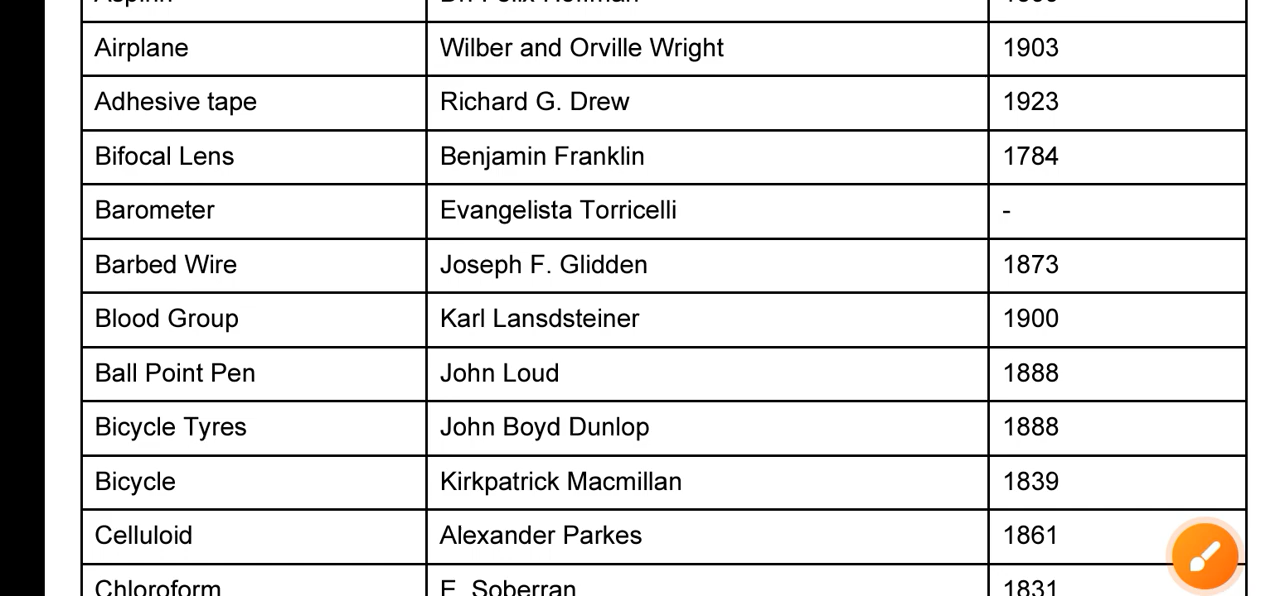 Airplane Wilber and Orville Wright 1903
Adhesive tape Richard G. Drew 1923
Bifocal Lens Benjamin Franklin 1784
Barometer Evangelista Torricelli -
Barbed Wire Joseph F. Glidden 1873
Blood Group Karl Lansdsteiner 1900
Ball Point Pen John Loud 1888
Bicycle Tyres John Boyd Dunlop 1888
Bicycle Kirkpatrick Macmillan 1839
Celluloid Alexander Parkes 1861
Chloroform E. Soberran 1831